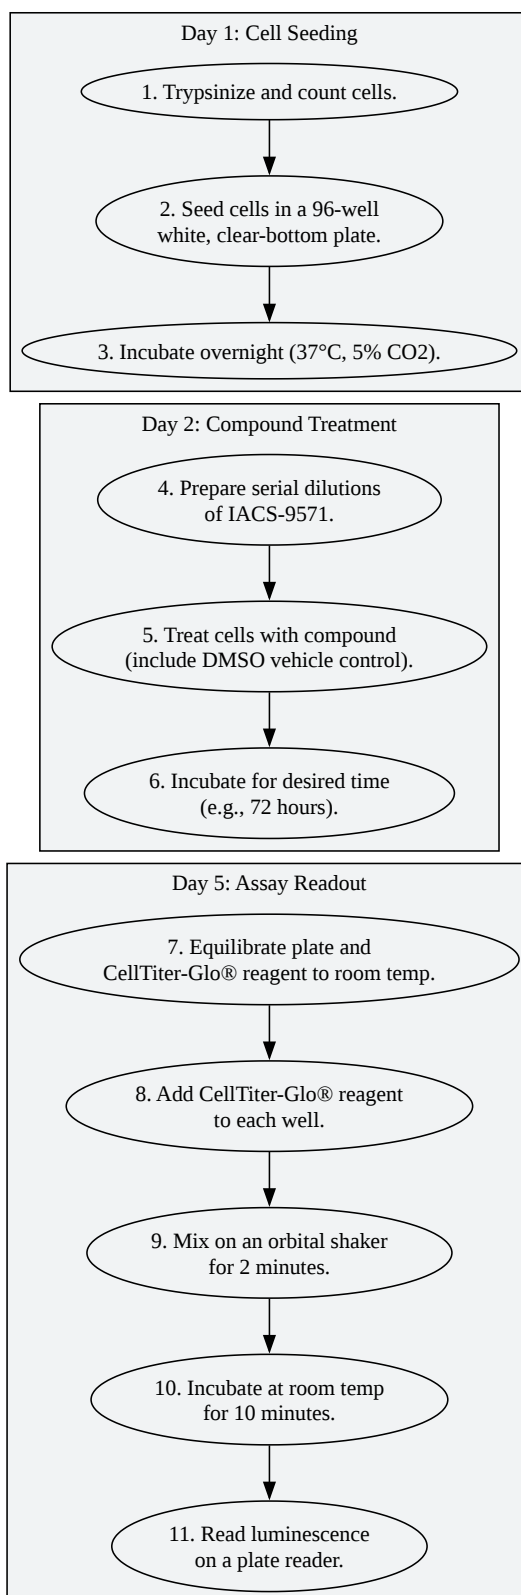 Day 1: Cell Seeding
1. Trypsinize and count cells.
2. Seed cells in a 96-well
white, clear-bottom plate.
3. Incubate overnight (37°C, 5% CO2).
Day 2: Compound Treatment
4. Prepare serial dilutions
of IACS-9571.
5. Treat cells with compound
(include DMSO vehicle control).
6. Incubate for desired time
(e.g., 72 hours).
Day 5: Assay Readout
7. Equilibrate plate and
CellTiter-Glo® reagent to room temp.
8. Add CellTiter-Glo® reagent
to each well.
9. Mix on an orbital shaker
for 2 minutes.
10. Incubate at room temp
for 10 minutes.
11. Read luminescence
on a plate reader.